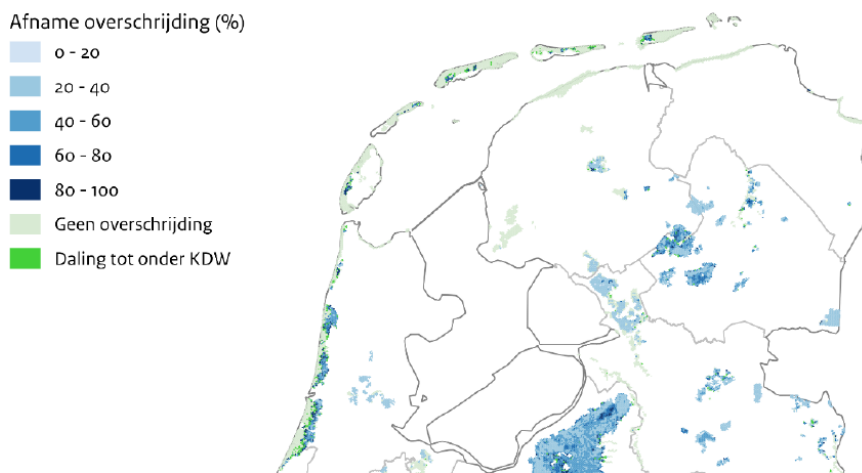 Afname overschrijding (%)
0 - 20
20 - 40
40 - 60
60 - 80
80 - 100
Geen overschrijding
Daling tot onder KDW